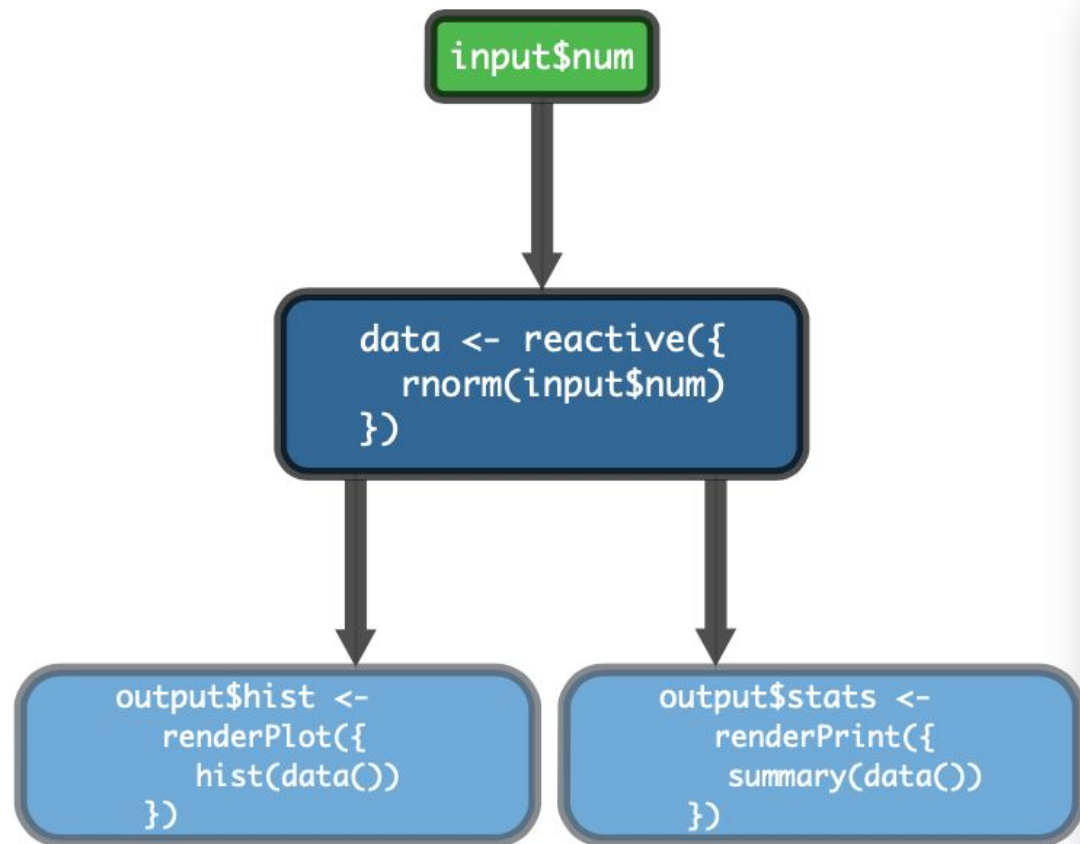 input$num
data <- reactive({
rnorm(input$num)
})
output$hist <-
renderPlot({
hist(data())
})
output$stats <-
renderPrint({
summary(data())
})